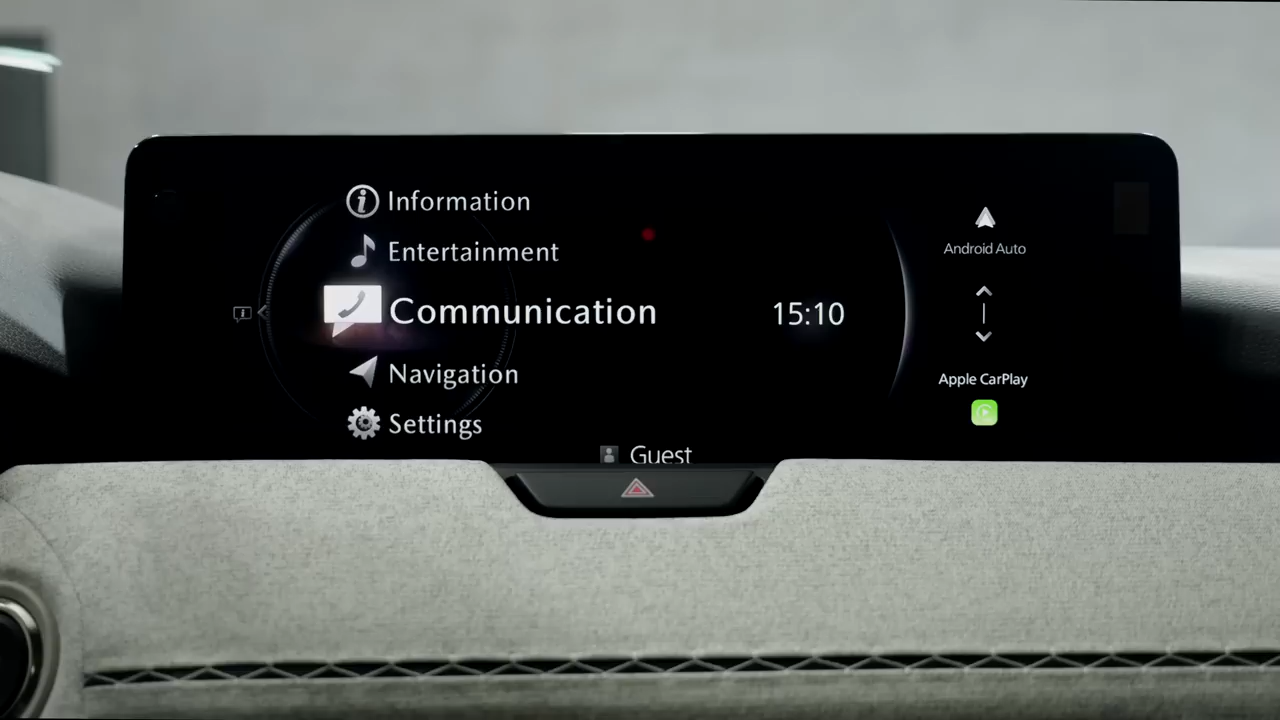 Information
Entertainment
Communication
Navigation
Settings
15:10
Android Auto
Apple CarPlay
Guest